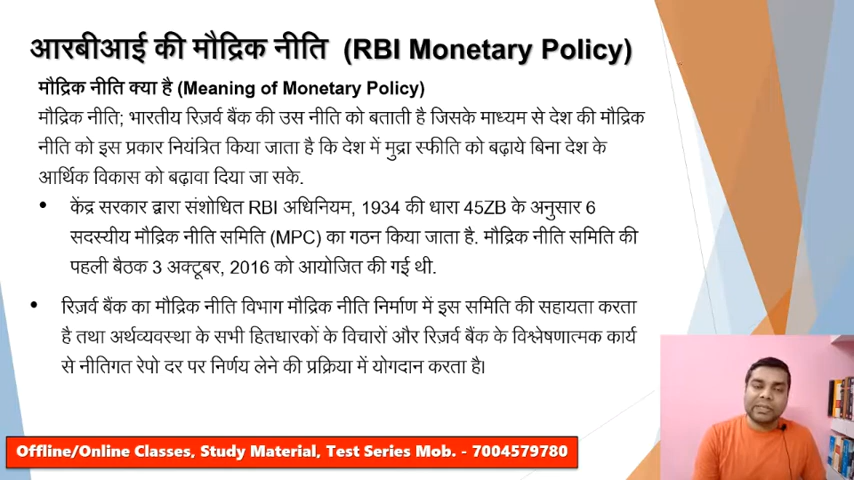 आरबीआई की मौद्रिक नीति (RBI Monetary Policy)
मौद्रिक नीति क्या है (Meaning of Monetary Policy)
मौद्रिक नीति; भारतीय रिज़र्व बैंक की उस नीति को बताती है जिसके माध्यम से देश की मौद्रिक
नीति को इस प्रकार नियंत्रित किया जाता है कि देश में मुद्रा स्फीति को बढ़ाये बिना देश के
आर्थिक विकास को बढ़ावा दिया जा सके.
• केंद्र सरकार द्वारा संशोधित RBI अधिनियम, 1934 की धारा 45ZB के अनुसार 6
सदस्यीय मौद्रिक नीति समिति (MPC) का गठन किया जाता है. मौद्रिक नीति समिति की
पहली बैठक 3 अक्टूबर, 2016 को आयोजित की गई थी.
• रिज़र्व बैंक का मौद्रिक नीति विभाग मौद्रिक नीति निर्माण में इस समिति की सहायता करता
है तथा अर्थव्यवस्था के सभी हितधारकों के विचारों और रिज़र्व बैंक के विश्लेषणात्मक कार्य
से नीतिगत रेपो दर पर निर्णय लेने की प्रक्रिया में योगदान करता है।
Offline/Online Classes, Study Material, Test Series Mob. - 7004579780